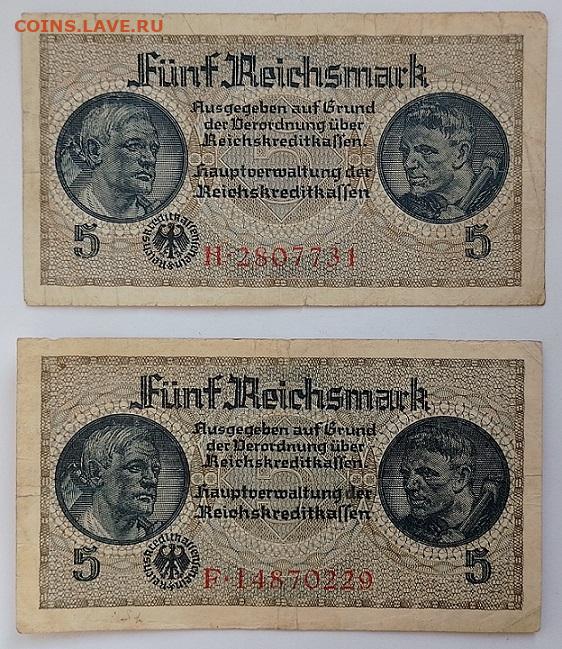 COINS.LAVE.RU
Fünf Reichsmark
Ausgegeben auf Grund
der Verordnung über
Reichskreditkassen.
Hauptverwaltung der
Reichskreditkassen
5
H·2807731
5
Fünf Reichsmark
Ausgegeben auf Grund
der Verordnung über
Reichskreditkassen.
Hauptverwaltung der
Reichskreditkassen
5
F·14870229
5